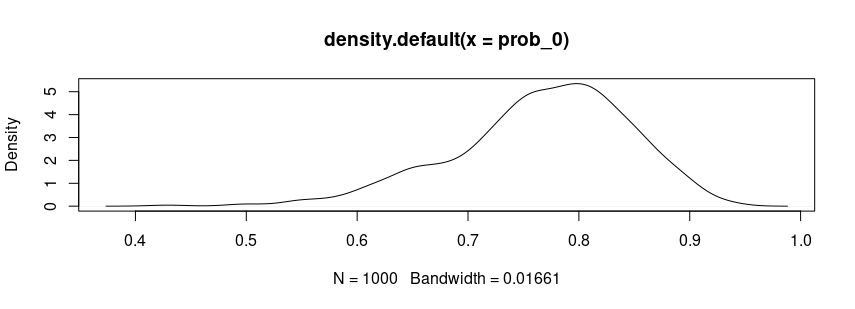 density.default(x = prob_0)
Density
5
4
3
2
1
0
0.4 0.5 0.6 0.7 0.8 0.9 1.0
N = 1000 Bandwidth = 0.01661